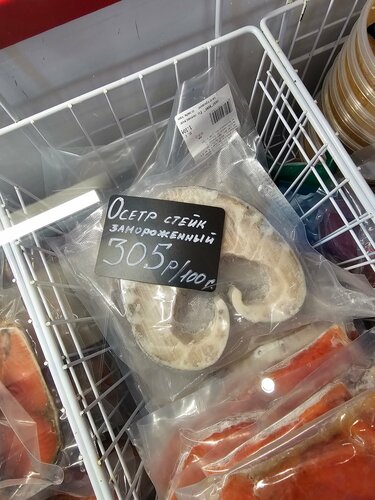 Осетр стейк
замороженный
305р/100г.